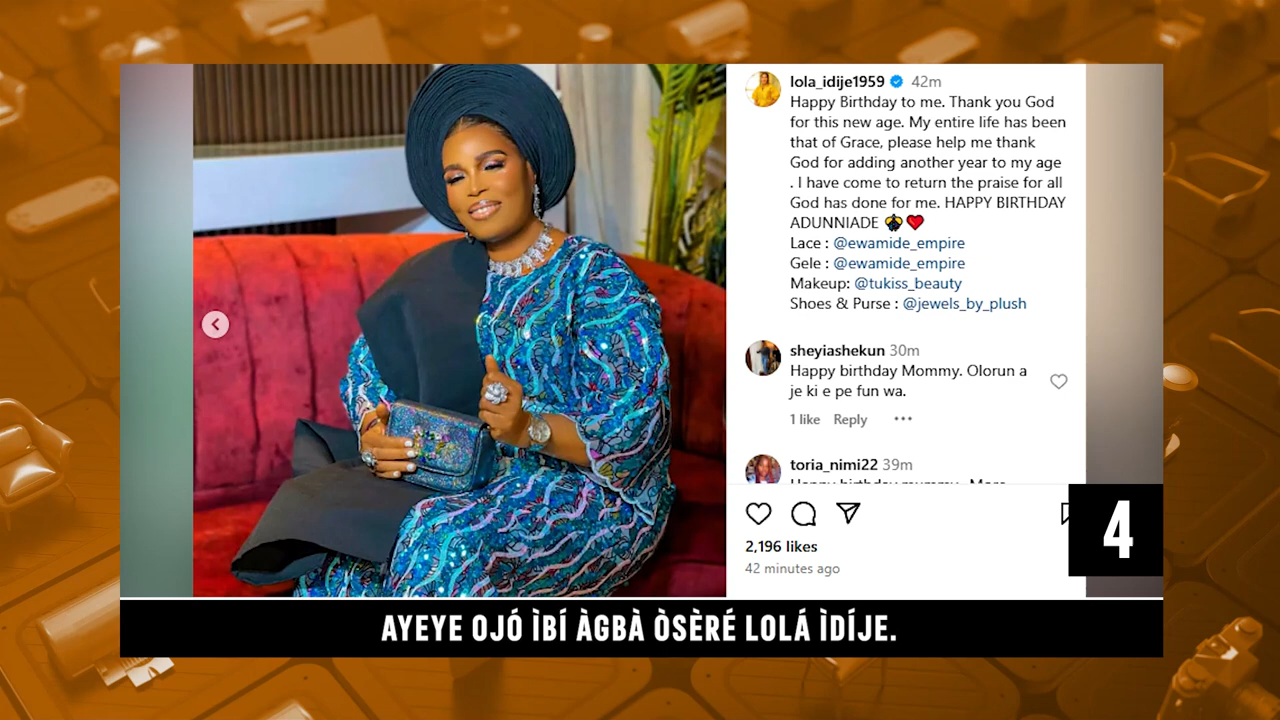 lola_idije1959 42m
Happy Birthday to me. Thank you God
for this new age. My entire life has been
that of Grace, please help me thank
God for adding another year to my age
. I have come to return the praise for all
God has done for me. HAPPY BIRTHDAY
ADUNNIADE
Lace : @ewamide_empire
Gele : @ewamide_empire
Makeup: @tukiss_beauty
Shoes & Purse : @jewels_by_plush
sheyiashekun 30m
Happy birthday Mommy. Olorun a
je ki e pe fun wa.
1 like Reply
toria_nimi22 39m
Happy birthday mummy. More
2,196 likes
42 minutes ago
4
AYEYE OJÓ ÌBÍ ÀGBÀ ÒSÈRÉ LOLÁ ÌDÍJE.